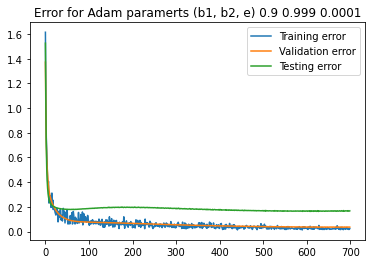 Error for Adam paramerts (b1, b2, e) 0.9 0.999 0.0001
Training error
Validation error
Testing error
1.6
1.4
1.2
1.0
0.8
0.6
0.4
0.2
0.0
0 100 200 300 400 500 600 700